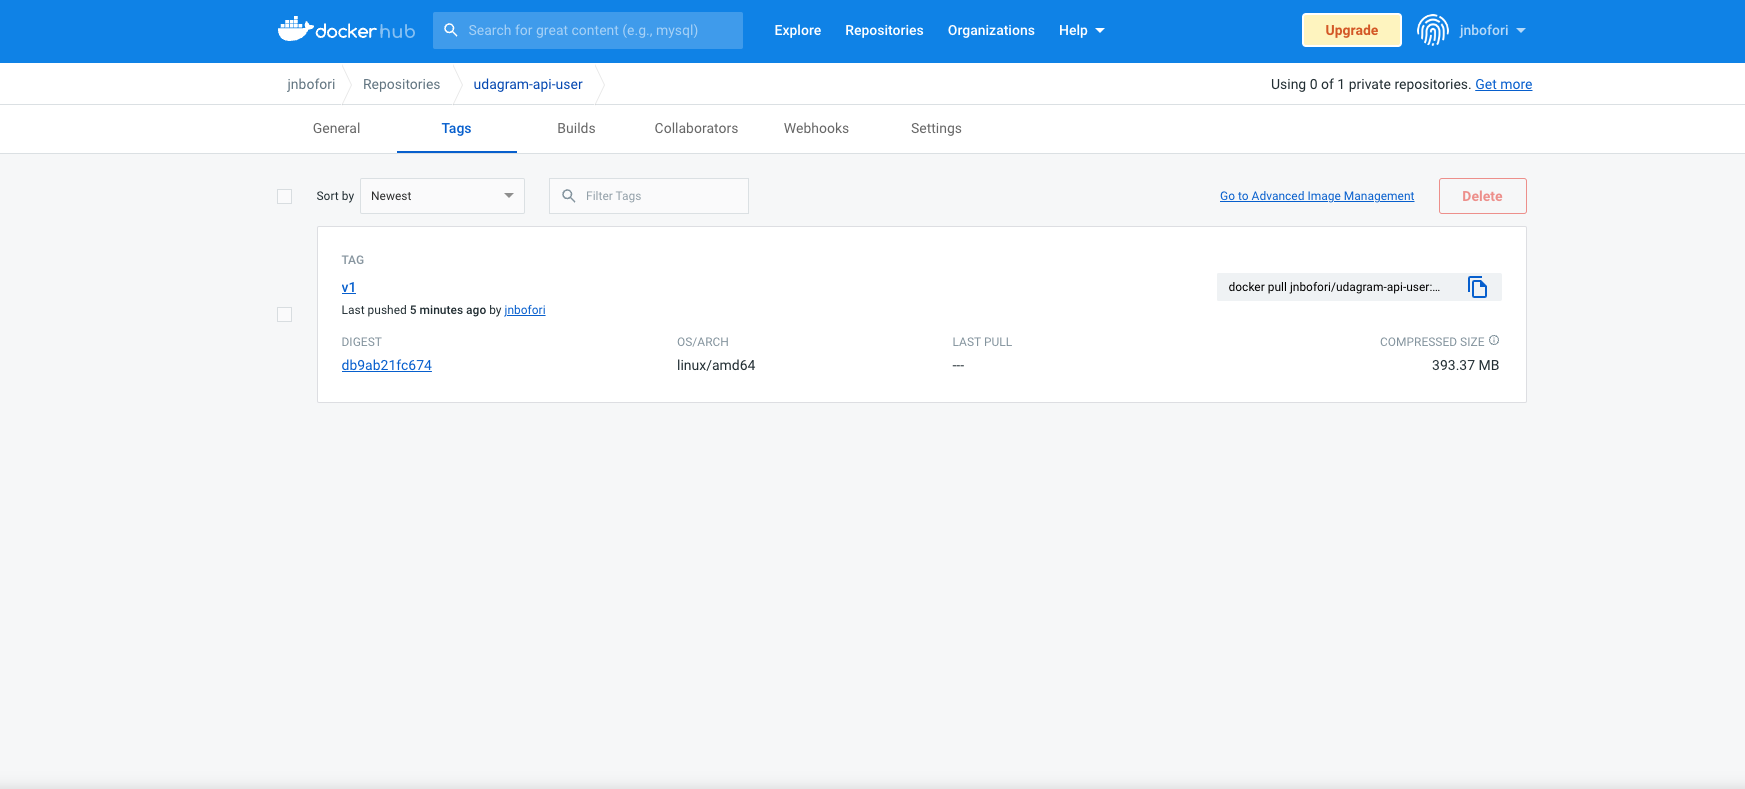 docker hub Search for great content (e.g., mysql) Explore Repositories Organizations Help Upgrade jnbofori
jnbofori Repositories udagram-api-user Using 0 of 1 private repositories. Get more
General Tags Builds Collaborators Webhooks Settings
Sort by Newest Filter Tags Go to Advanced Image Management Delete
TAG
v1 docker pull jnbofori/udagram-api-user:...
Last pushed 5 minutes ago by jnbofori
DIGEST OS/ARCH LAST PULL COMPRESSED SIZE
db9ab21fc674 linux/amd64 --- 393.37 MB